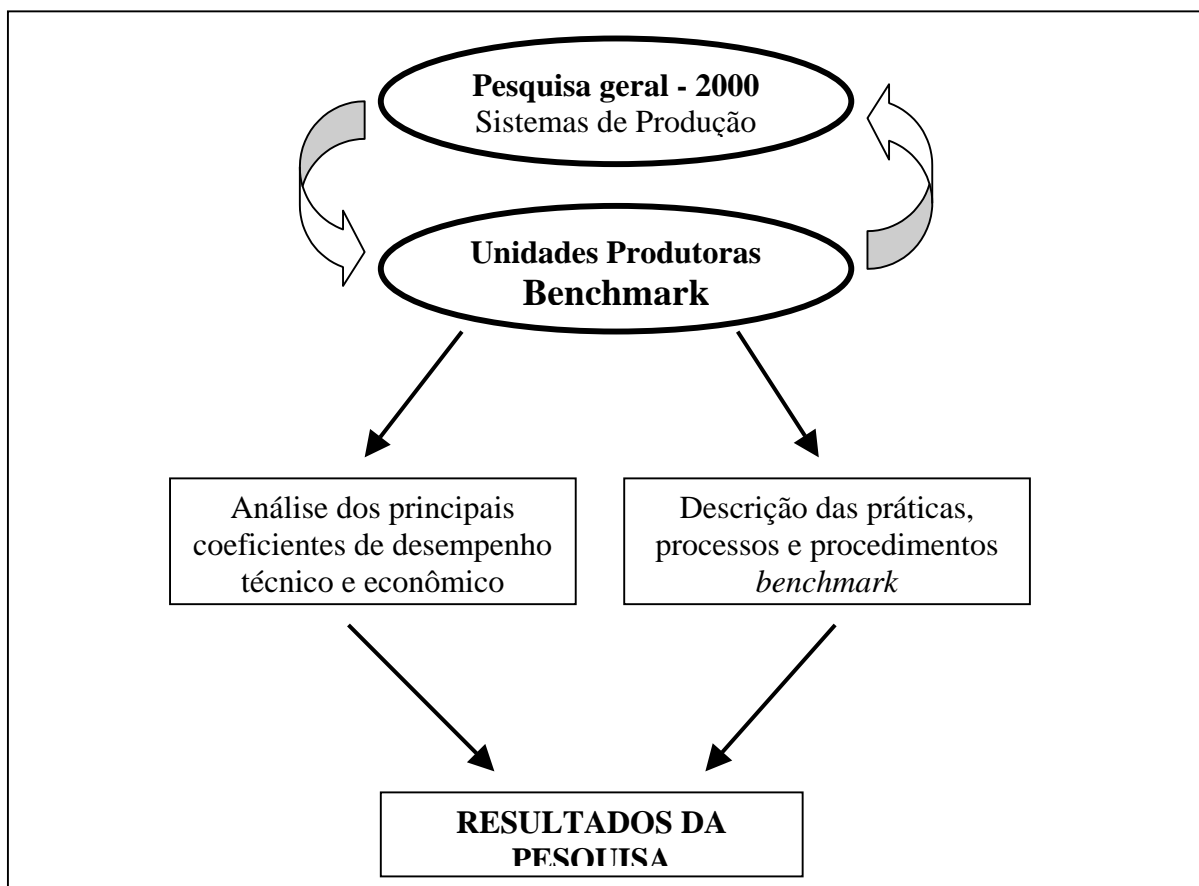 Pesquisa geral - 2000
Sistemas de Produção
Unidades Produtoras
Benchmark
Análise dos principais
coeficientes de desempenho
técnico e econômico
Descrição das práticas,
processos e procedimentos
benchmark
RESULTADOS DA
PESQUISA